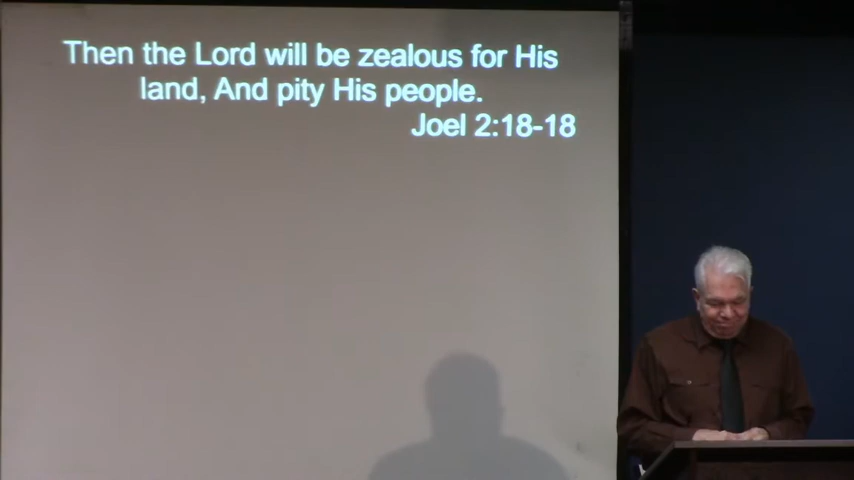 Then the Lord will be zealous for His
land, And pity His people.
Joel 2:18-18